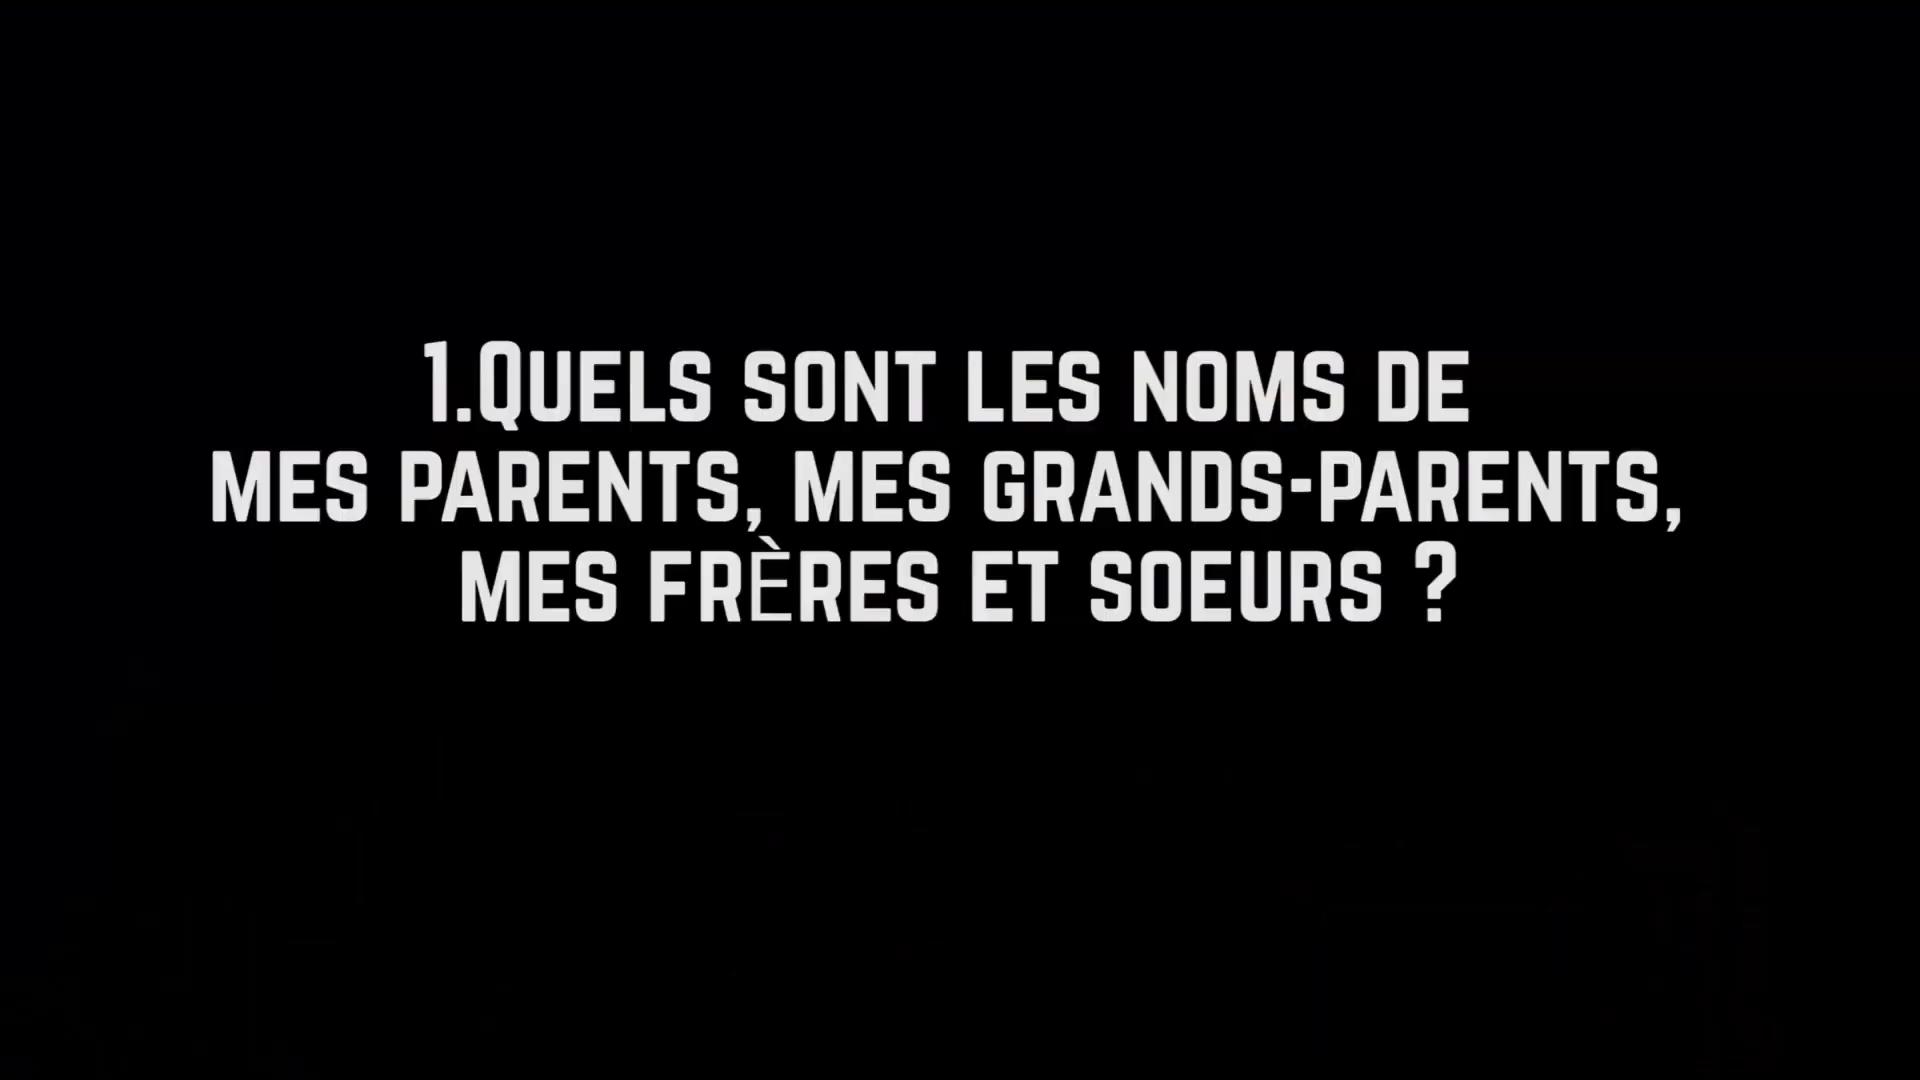 1.Quels sont les noms de
mes parents, mes grands-parents,
mes frères et soeurs ?